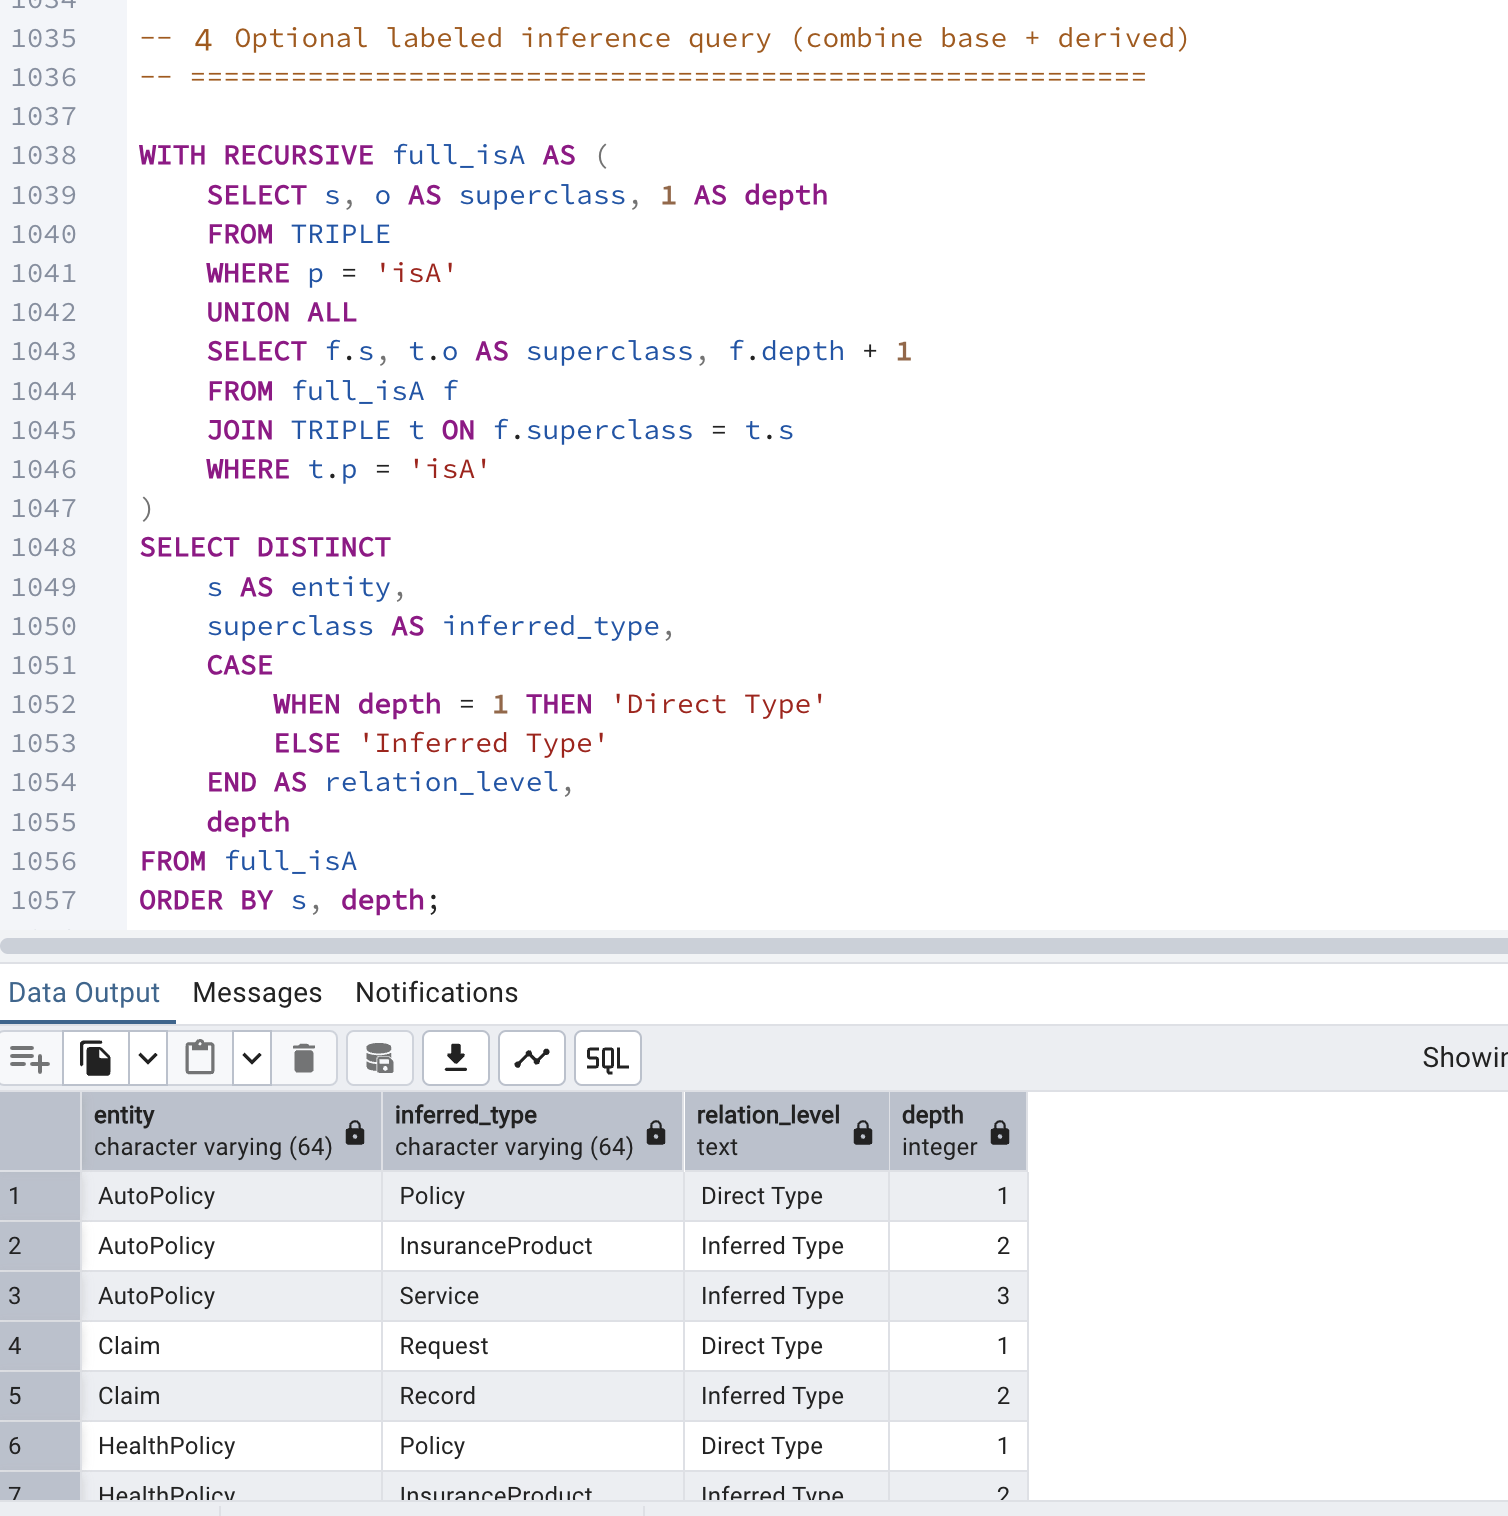 1034
1035 -- 4 Optional labeled inference query (combine base + derived)
1036 -- =========================================================
1037
1038 WITH RECURSIVE full_isA AS (
1039     SELECT s, o AS superclass, 1 AS depth
1040     FROM TRIPLE
1041     WHERE p = 'isA'
1042     UNION ALL
1043     SELECT f.s, t.o AS superclass, f.depth + 1
1044     FROM full_isA f
1045     JOIN TRIPLE t ON f.superclass = t.s
1046     WHERE t.p = 'isA'
1047 )
1048 SELECT DISTINCT
1049     s AS entity,
1050     superclass AS inferred_type,
1051     CASE
1052         WHEN depth = 1 THEN 'Direct Type'
1053         ELSE 'Inferred Type'
1054     END AS relation_level,
1055     depth
1056 FROM full_isA
1057 ORDER BY s, depth;
Data Output Messages Notifications
SQL Showin
entity inferred_type relation_level depth
character varying (64) character varying (64) text integer
1 AutoPolicy Policy Direct Type 1
2 AutoPolicy InsuranceProduct Inferred Type 2
3 AutoPolicy Service Inferred Type 3
4 Claim Request Direct Type 1
5 Claim Record Inferred Type 2
6 HealthPolicy Policy Direct Type 1
7 HealthPolicy InsuranceProduct Inferred Type 2